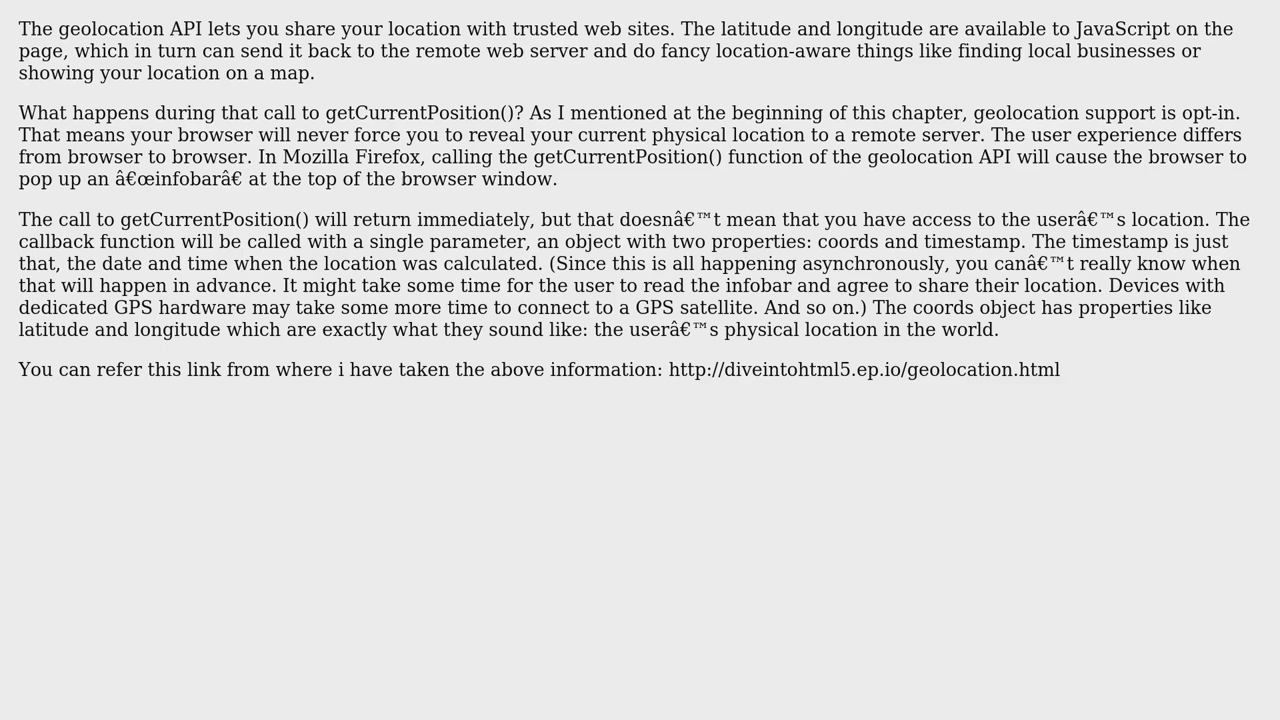 The geolocation API lets you share your location with trusted web sites. The latitude and longitude are available to JavaScript on the
page, which in turn can send it back to the remote web server and do fancy location-aware things like finding local businesses or
showing your location on a map.
What happens during that call to getCurrentPosition()? As I mentioned at the beginning of this chapter, geolocation support is opt-in.
That means your browser will never force you to reveal your current physical location to a remote server. The user experience differs
from browser to browser. In Mozilla Firefox, calling the getCurrentPosition() function of the geolocation API will cause the browser to
pop up an â€œinfobarâ€ at the top of the browser window.
The call to getCurrentPosition() will return immediately, but that doesnâ€™t mean that you have access to the userâ€™s location. The
callback function will be called with a single parameter, an object with two properties: coords and timestamp. The timestamp is just
that, the date and time when the location was calculated. (Since this is all happening asynchronously, you canâ€™t really know when
that will happen in advance. It might take some time for the user to read the infobar and agree to share their location. Devices with
dedicated GPS hardware may take some more time to connect to a GPS satellite. And so on.) The coords object has properties like
latitude and longitude which are exactly what they sound like: the userâ€™s physical location in the world.
You can refer this link from where i have taken the above information: http://diveintohtml5.ep.io/geolocation.html